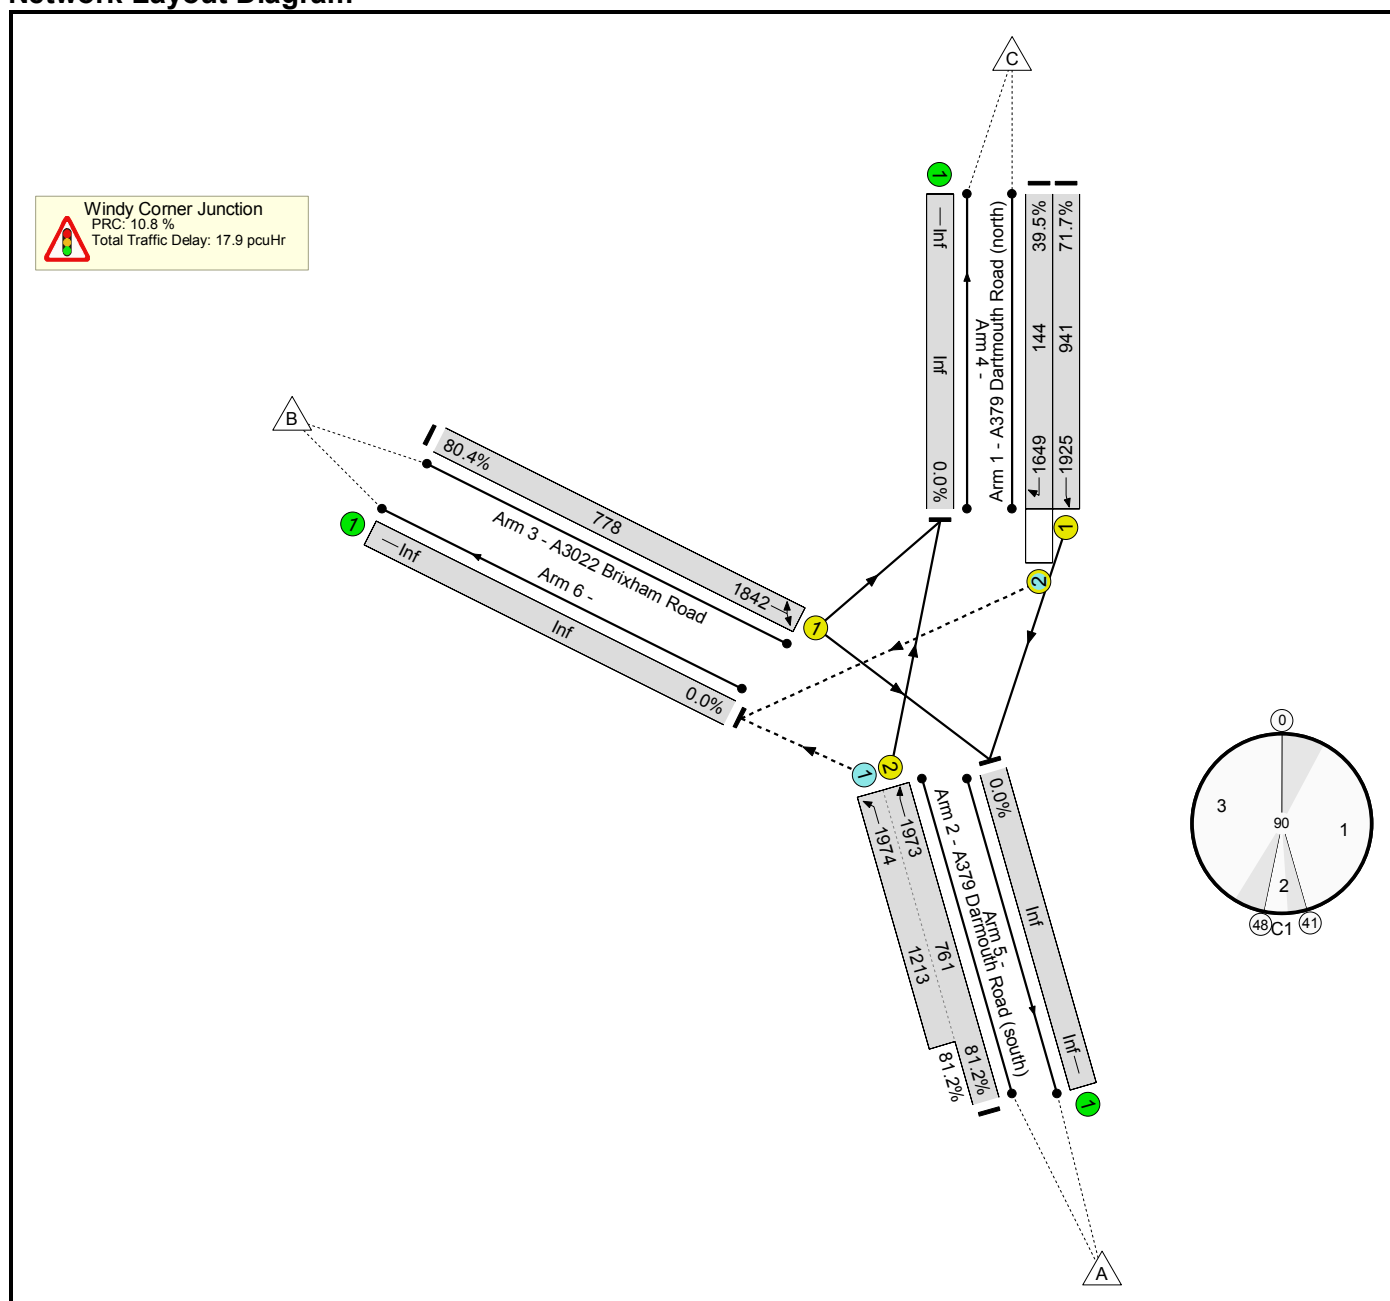 Network Layout Diagram
C
Windy Corner Junction
PRC: 10.8 %
Total Traffic Delay: 17.9 pcuHr
1
Inf
Inf
0.0%
Arm 4 -
Arm 1 - A379 Dartmouth Road (north)
39.5%
144
1649
71.7%
941
1925
1
2
B
80.4%
778
1842
1
Arm 3 - A3022 Brixham Road
Arm 6 -
1
Inf
Inf
0.0%
1
2
1974
1973
1213
761
81.2%
81.2%
Arm 2 - A379 Darmouth Road (south)
Arm 5 -
0.0%
Inf
Inf
1
A
0
3
90
1
2
48
C1
41